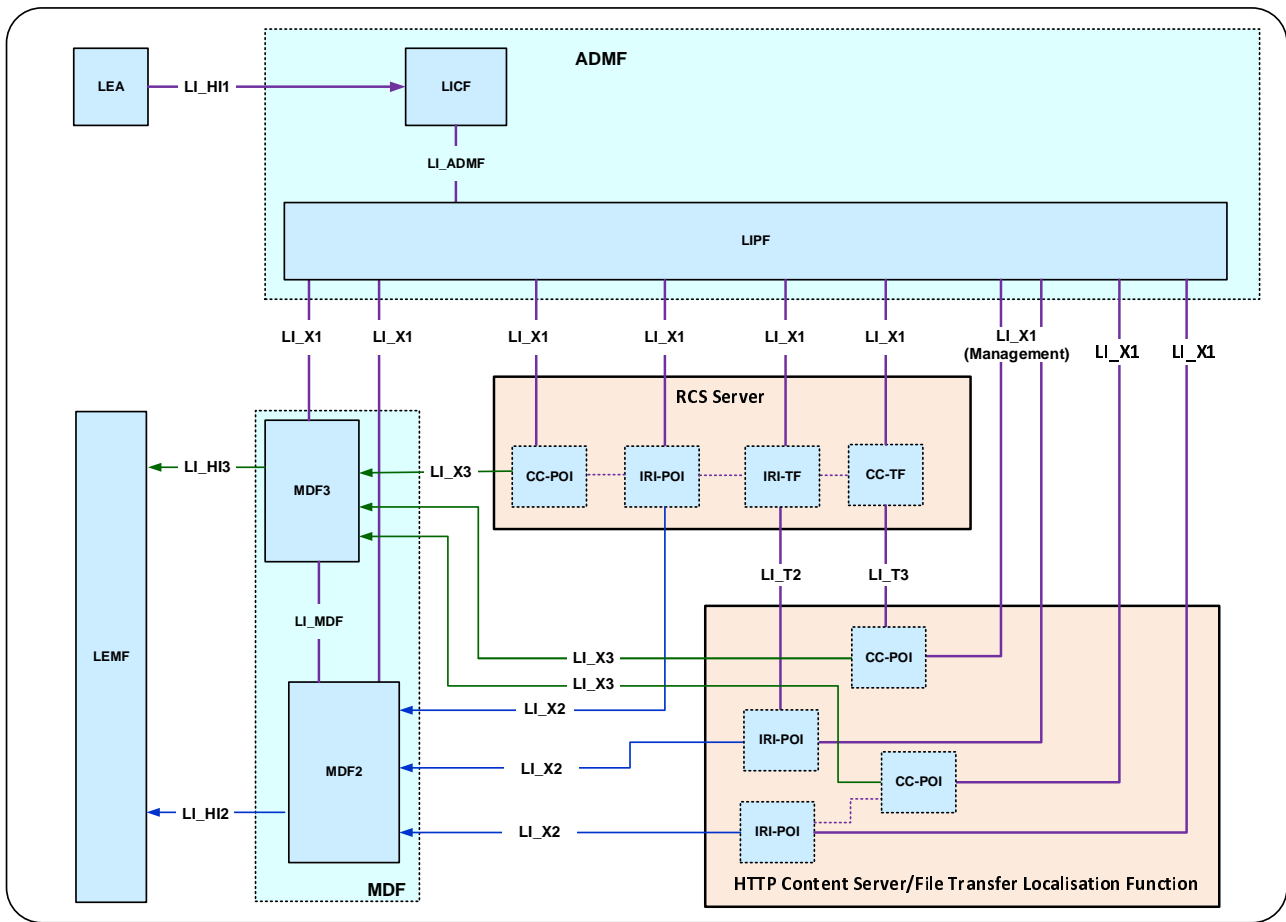 ADMF
LEA
LI_HI1
LICF
LI_ADMF
LIPF
LI_X1
LI_X1
LI_X1
LI_X1
LI_X1
LI_X1
LI_X1
(Management)
LI_X1
LI_X1
RCS Server
CC-POI
IRI-POI
IRI-TF
CC-TF
LI_HI3
MDF3
LI_X3
LI_T2
LI_T3
LI_MDF
LEMF
CC-POI
LI_X3
LI_X3
LI_X2
IRI-POI
MDF2
LI_X2
CC-POI
LI_HI2
LI_X2
IRI-POI
MDF
HTTP Content Server/File Transfer Localisation Function